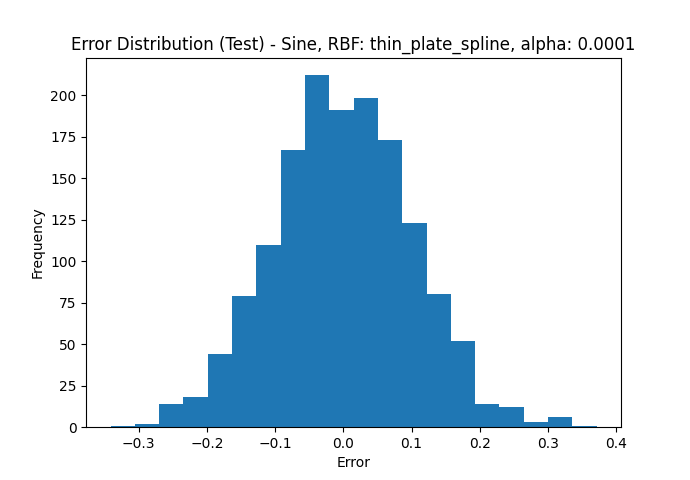 Error Distribution (Test) - Sine, RBF: thin_plate_spline, alpha: 0.0001
200
175
150
125
100
75
50
25
0
Frequency
−0.3 −0.2 −0.1 0.0 0.1 0.2 0.3 0.4
Error